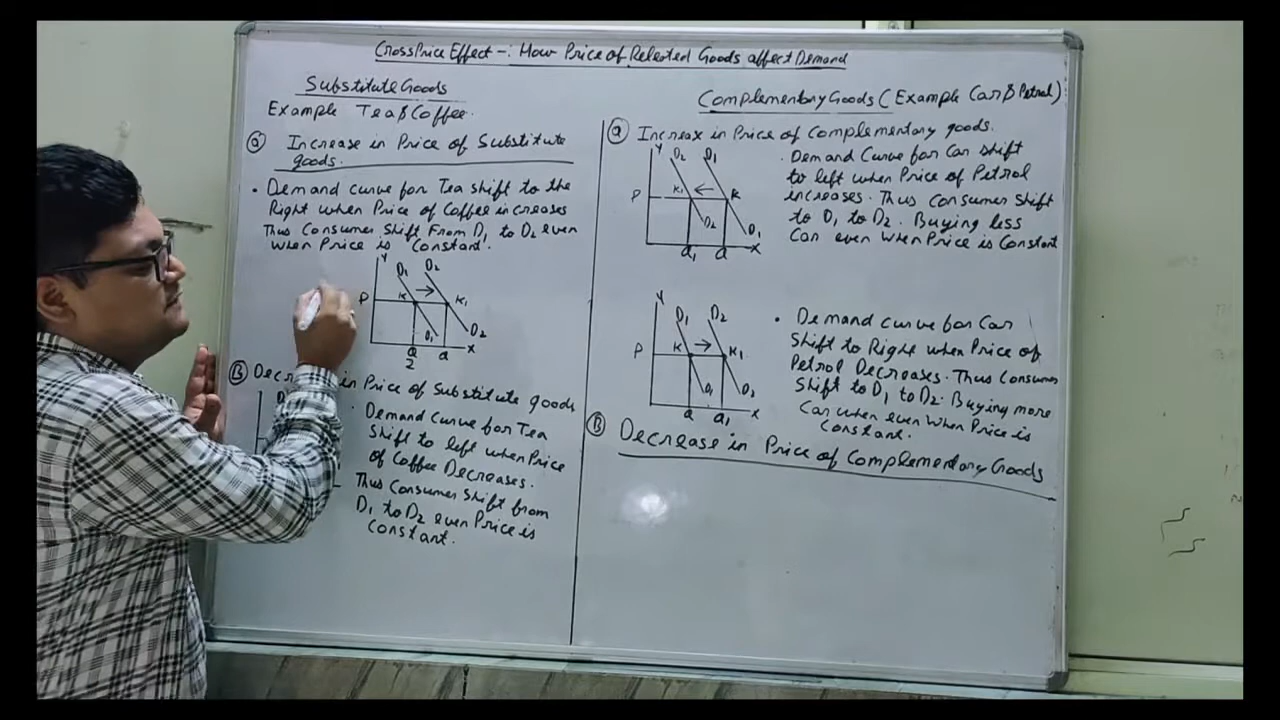 Cross Price Effect -: How Price of Relested Goods affect Demand
Substitute Goods
Example Tea & Coffee.
(a) Increase in Price of Substitute
goods.
• Demand curve for Tea shift to the
Right when Price of Coffee increases
Thus Consumer Shift From D1 to D2 even
when Price is Constant.
Y D1 D2
P K K1
D1 D2
X
Q a
2
(B) Decr in Price of Substitute goods
• Demand Curve for Tea
Shift to left when Price
of Coffee Decreases.
Thus Consumer Shift from
D1 to D2 even Price is
Constant.
Complementary Goods (Example Car & Petrol)
(a) Increax in Price of Complementary goods.
Y D2 D1
P K1 K
D2 D1
X
Q1 Q
• Demand Curve for Car shift
to left when Price of Petrol
increases. Thus Consumer Shift
to D1 to D2. Buying less
Car even when Price is Constant
Y D1 D2
P K K1
D1 D2
X
Q Q1
• Demand curve for Car
Shift to Right when Price of
Petrol Decreases. Thus Consumer
Shift to D1 to D2. Buying more
Car when even when Price is
Constant.
(B) Decrease in Price of Complementary Goods